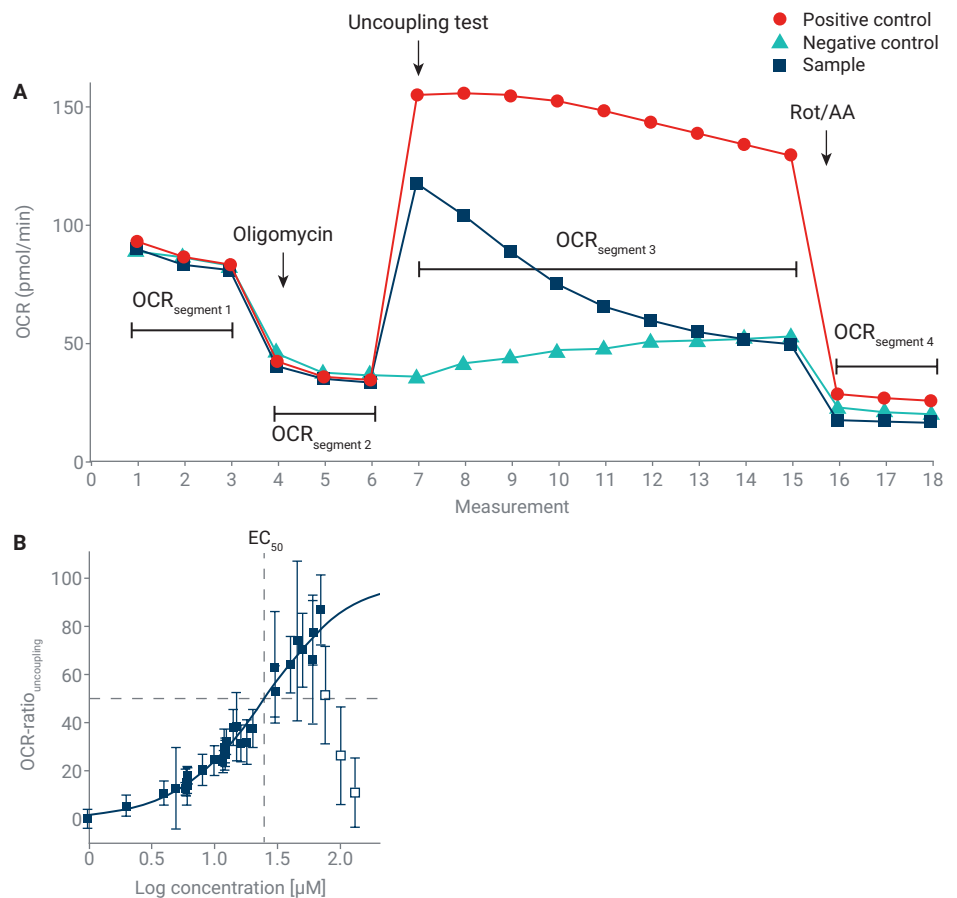 Uncoupling test
Positive control
Negative control
Sample
A
Rot/AA
150
100
50
0
OCR (pmol/min)
Oligomycin
OCRsegment 1
OCRsegment 2
OCRsegment 3
OCRsegment 4
0 1 2 3 4 5 6 7 8 9 10 11 12 13 14 15 16 17 18
Measurement
B
EC50
100
80
60
40
20
0
OCR-ratiouncoupling
0 0.5 1.0 1.5 2.0
Log concentration [µM]